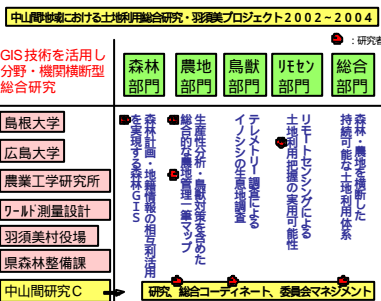 中山間地域における土地利用総合研究・羽須美プロジェクト2002~2004
：研究者
GIS技術を活用し
分野・機関横断型
総合研究
森林
部門
農地
部門
鳥獣
部門
リモセン
部門
総合
部門
島根大学
広島大学
農業工学研究所
ワールド測量設計
羽須美村役場
県森林整備課
中山間研究C
森林計画・地籍情報の相互利活用
を実現する森林GIS
生産性分析・鳥獣対策を含めた
総合的な農地管理一筆マップ
テレストリー調査による
イノシシの生息地調査
リモートセンシングによる
土地利用把握の実用可能性
森林・農地を横断した
持続可能な土地利用体系
研究、総合コーディネート、委員会マネジメント